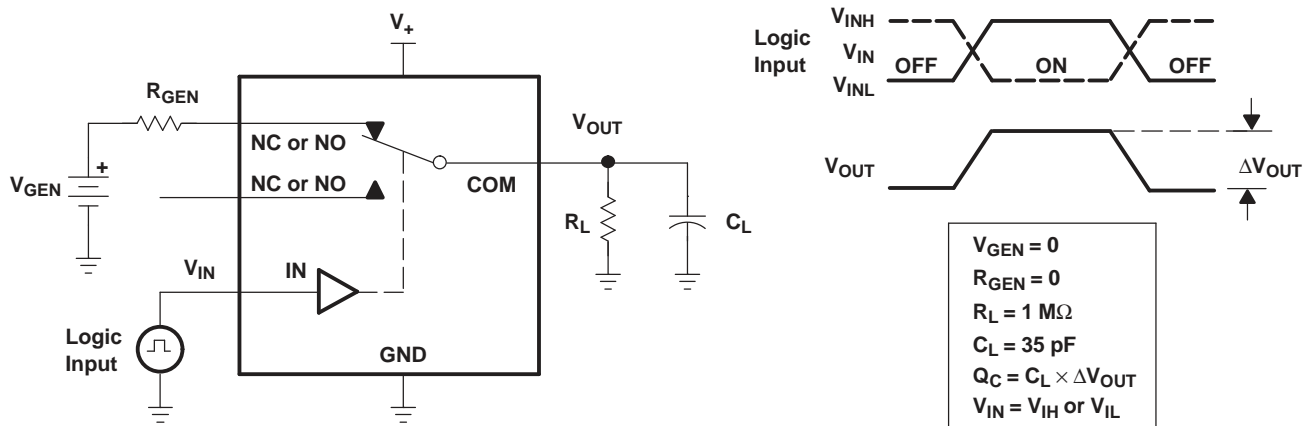 V+
RGEN
NC or NO
VOUT
+
VGEN
NC or NO
COM
RL
CL
VIN
IN
Logic
Input
GND
Logic
Input
VINH
VIN
VINL
OFF
ON
OFF
VOUT
ΔVOUT
VGEN = 0
RGEN = 0
RL = 1 MΩ
CL = 35 pF
QC = CL × ΔVOUT
VIN = VIH or VIL